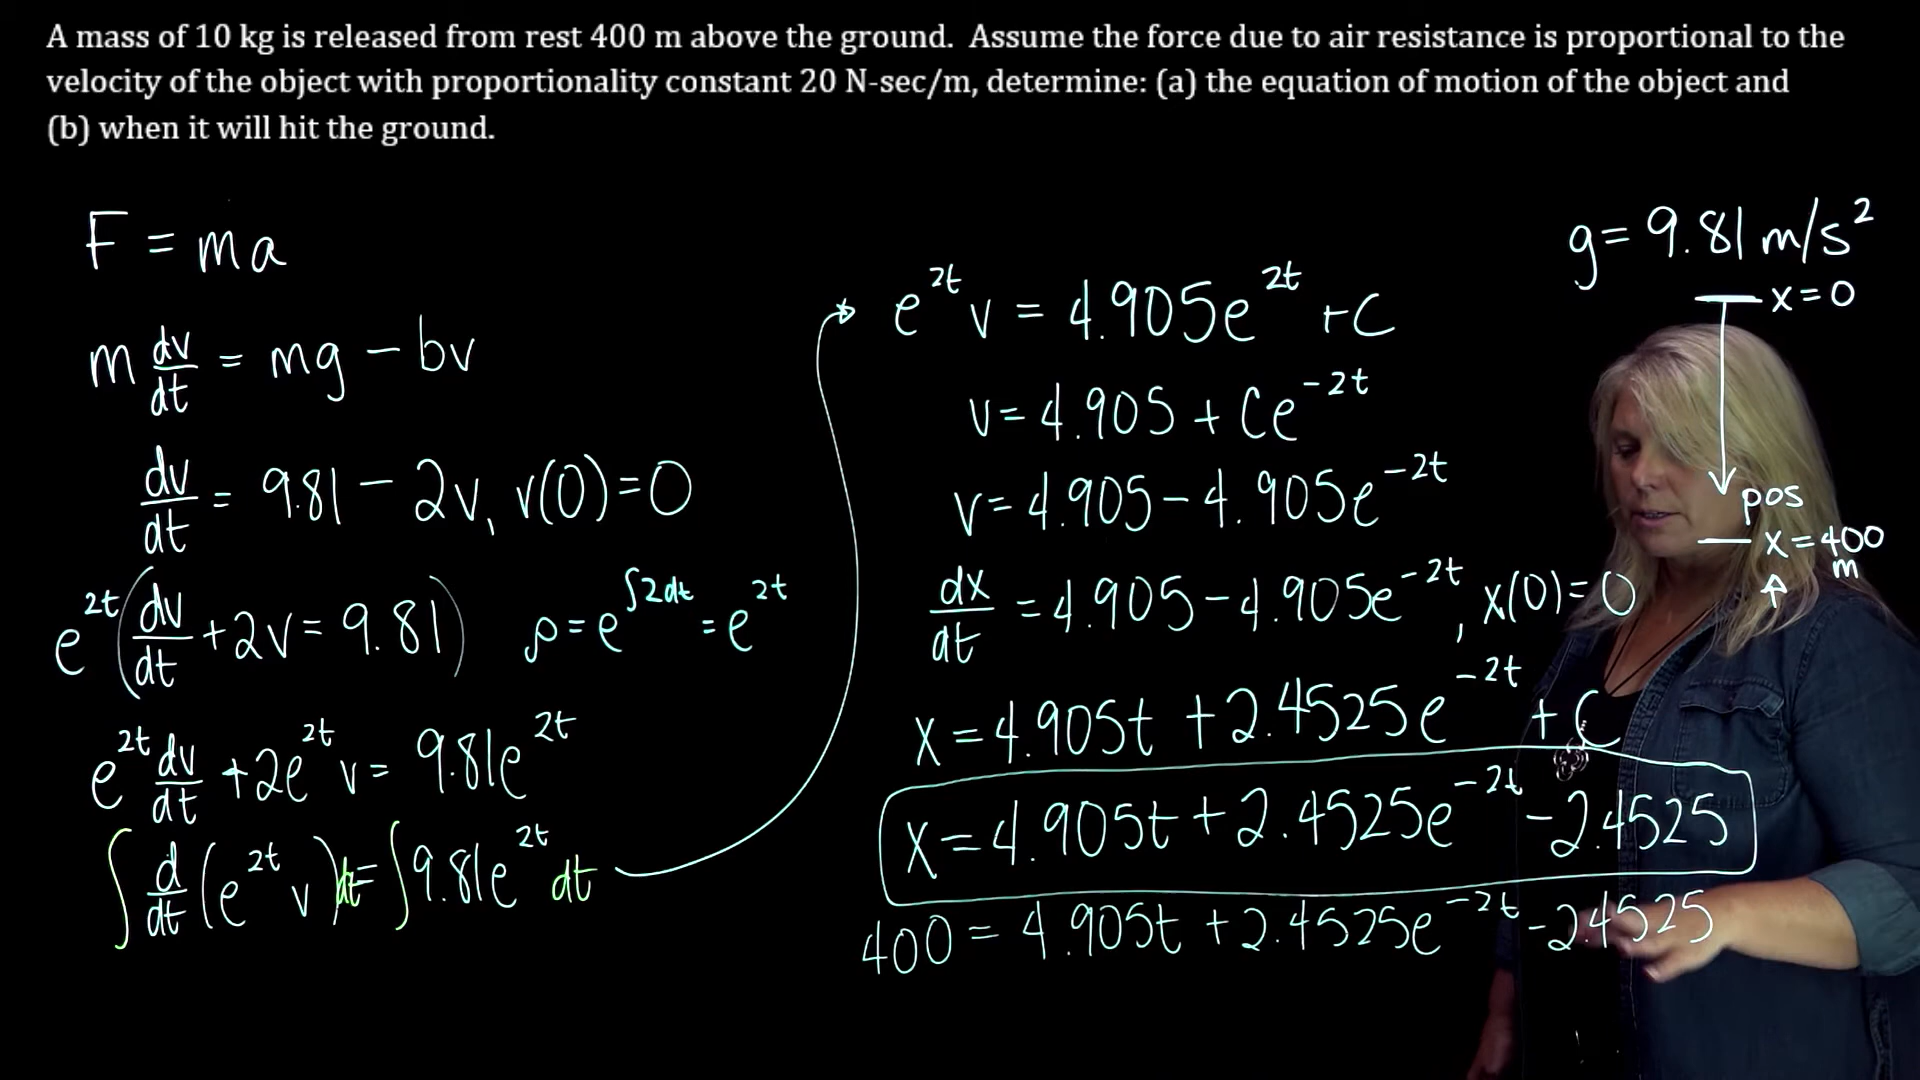 A mass of 10 kg is released from rest 400 m above the ground. Assume the force due to air resistance is proportional to the
velocity of the object with proportionality constant 20 N-sec/m, determine: (a) the equation of motion of the object and
(b) when it will hit the ground.
F = ma
m dv/dt = mg - bv
dv/dt = 9.81 - 2v, v(0)=0
e^2t (dv/dt + 2v = 9.81) ρ = e^∫2dt = e^2t
e^2t dv/dt + 2e^2t v = 9.81e^2t
∫ d/dt (e^2t v) dt = ∫ 9.81e^2t dt
e^2t v = 4.905e^2t + C
v = 4.905 + Ce^-2t
v = 4.905 - 4.905e^-2t
dx/dt = 4.905 - 4.905e^-2t, x(0) = 0
x = 4.905t + 2.4525e^-2t + C
x = 4.905t + 2.4525e^-2t - 2.4525
400 = 4.905t + 2.4525e^-2t - 2.4525
g = 9.81 m/s^2
x = 0
pos
x = 400
m